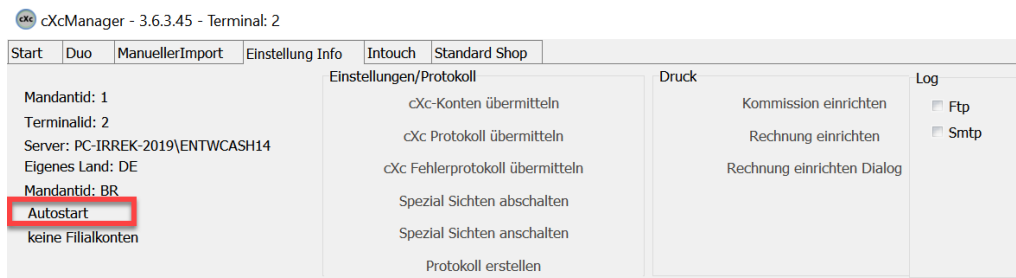 cXc cXcManager - 3.6.3.45 - Terminal: 2
Start Duo ManuellerImport Einstellung Info Intouch Standard Shop
Mandantid: 1
Terminalid: 2
Server: PC-IRREK-2019\ENTWCASH14
Eigenes Land: DE
Mandantid: BR
Autostart
keine Filialkonten
Einstellungen/Protokoll
cXc-Konten übermitteln
cXc Protokoll übermitteln
cXc Fehlerprotokoll übermitteln
Spezial Sichten abschalten
Spezial Sichten anschalten
Protokoll erstellen
Druck
Kommission einrichten
Rechnung einrichten
Rechnung einrichten Dialog
Log
Ftp
Smtp